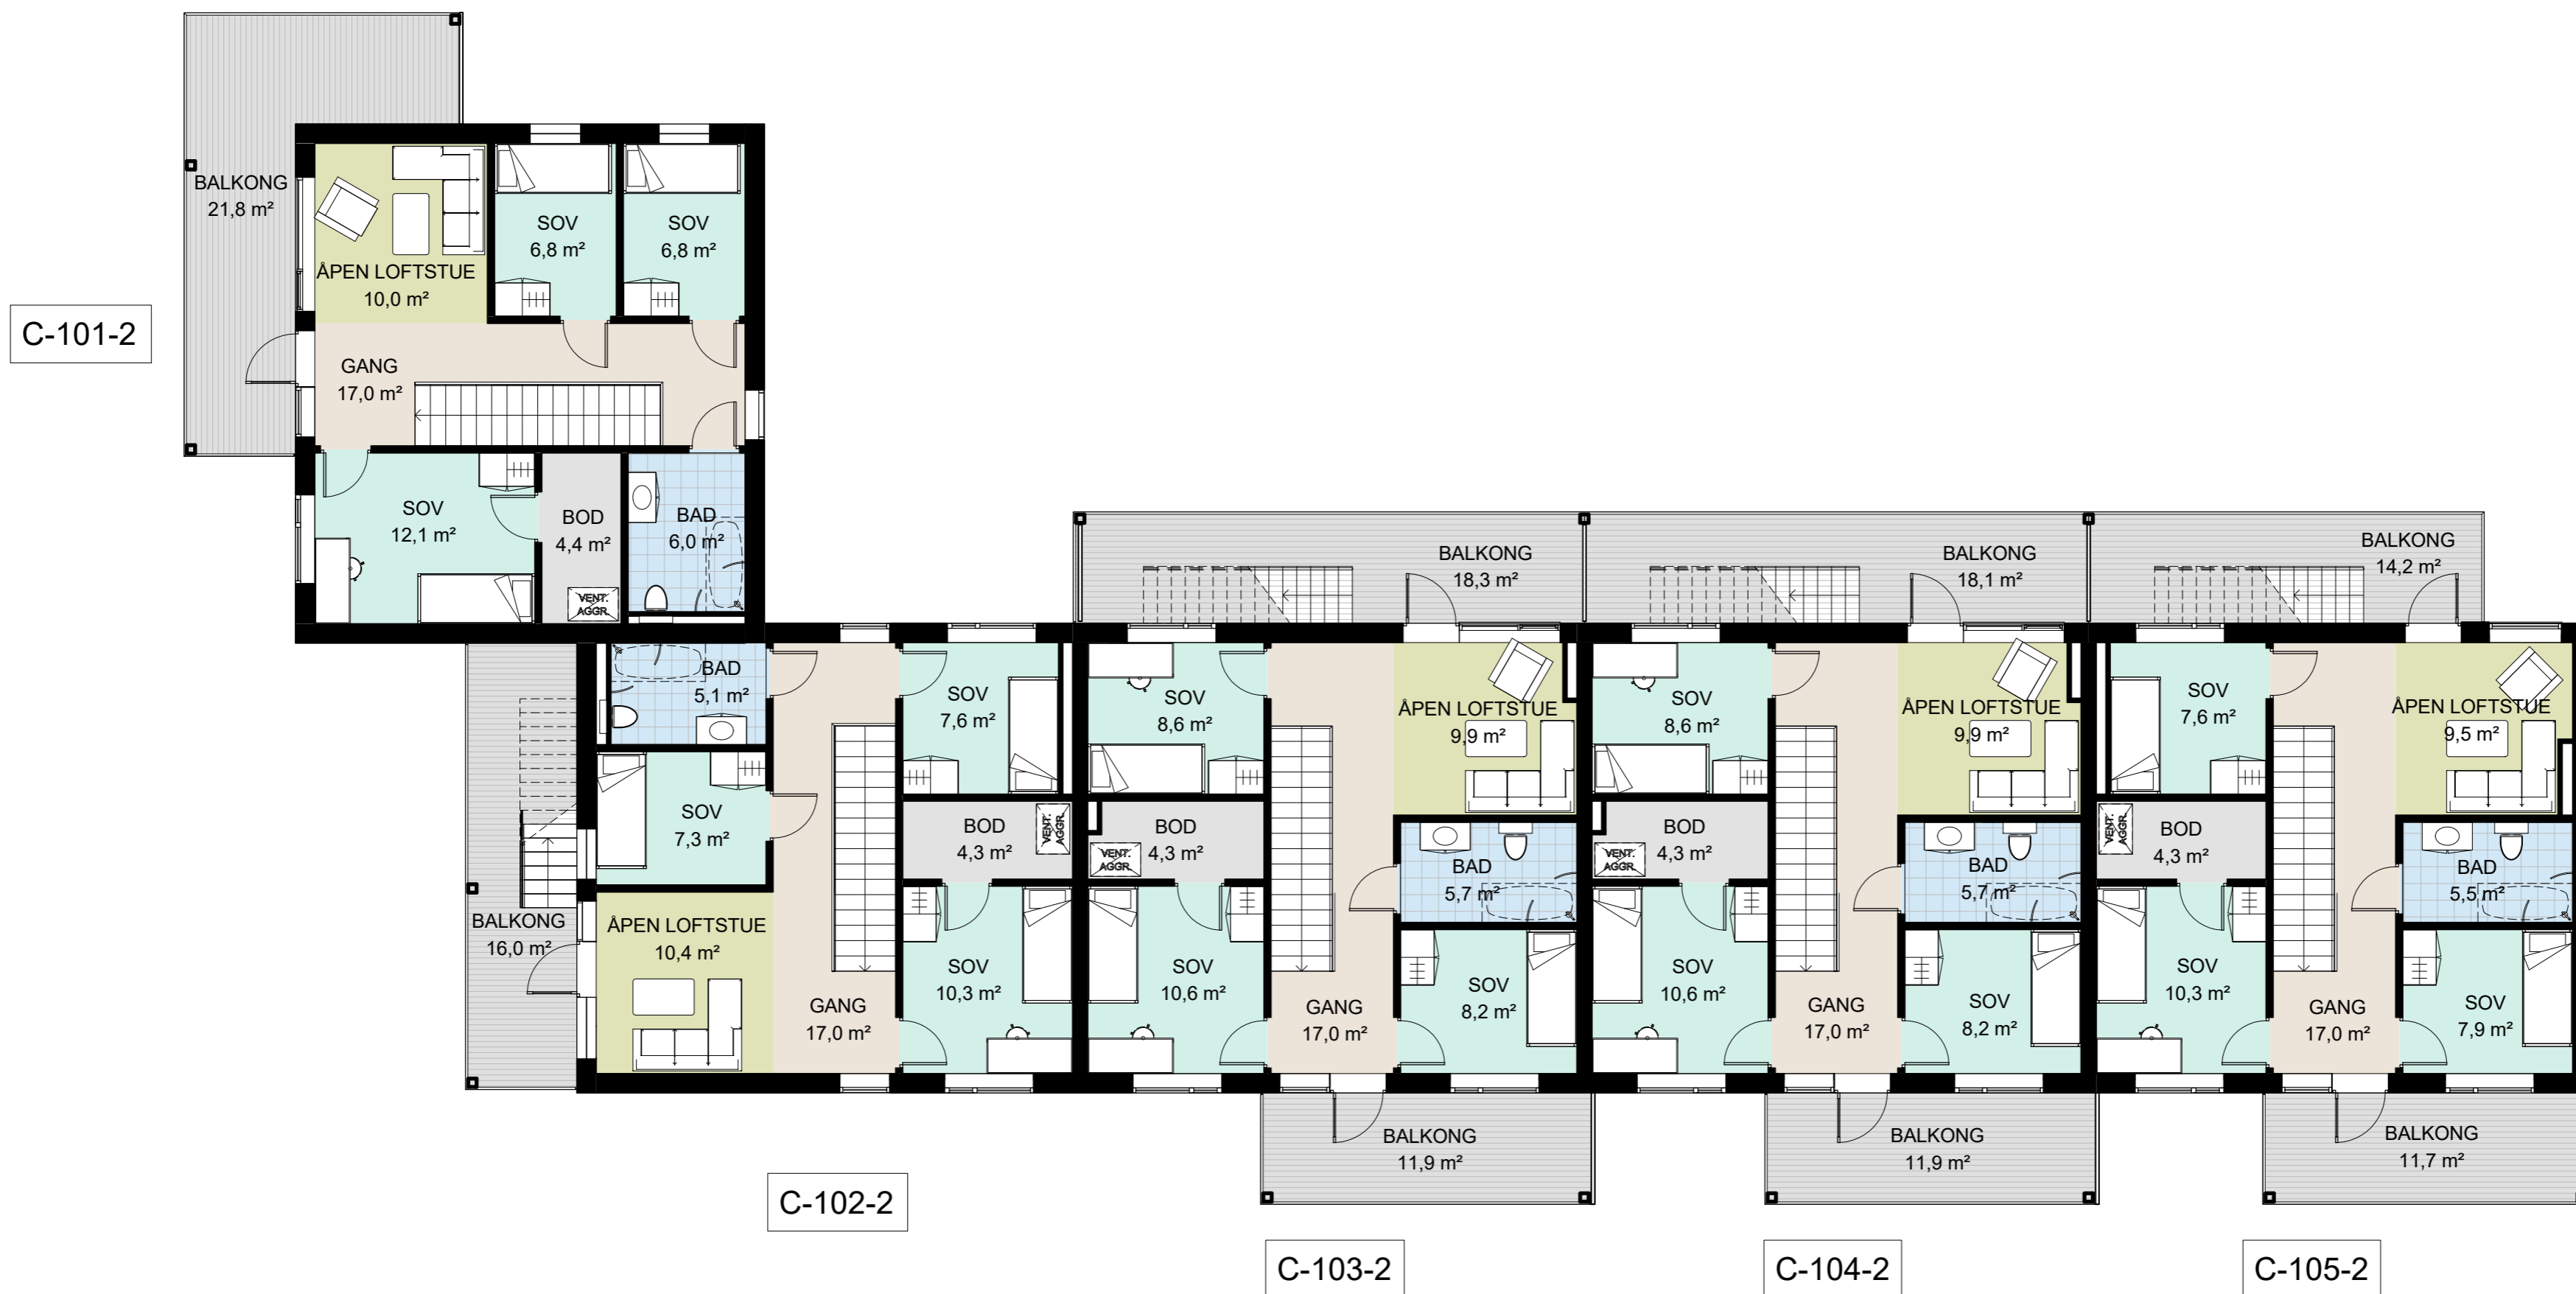 C-101-2
BALKONG
21,8 m²
ÅPEN LOFTSTUE
10,0 m²
SOV
6,8 m²
SOV
6,8 m²
GANG
17,0 m²
SOV
12,1 m²
BOD
4,4 m²
VENT.
AGGR.
BAD
6,0 m²
BAD
5,1 m²
SOV
7,6 m²
SOV
7,3 m²
BOD
4,3 m²
VENT.
AGGR.
BALKONG
16,0 m²
ÅPEN LOFTSTUE
10,4 m²
GANG
17,0 m²
SOV
10,3 m²
C-102-2
BALKONG
18,3 m²
SOV
8,6 m²
ÅPEN LOFTSTUE
9,9 m²
BOD
4,3 m²
VENT.
AGGR.
BAD
5,7 m²
SOV
10,6 m²
GANG
17,0 m²
SOV
8,2 m²
BALKONG
11,9 m²
C-103-2
BALKONG
18,1 m²
SOV
8,6 m²
ÅPEN LOFTSTUE
9,9 m²
BOD
4,3 m²
VENT.
AGGR.
BAD
5,7 m²
SOV
10,6 m²
GANG
17,0 m²
SOV
8,2 m²
BALKONG
11,9 m²
C-104-2
BALKONG
14,2 m²
SOV
7,6 m²
ÅPEN LOFTSTUE
9,5 m²
VENT.
AGGR.
BOD
4,3 m²
BAD
5,5 m²
SOV
10,3 m²
GANG
17,0 m²
SOV
7,9 m²
BALKONG
11,7 m²
C-105-2